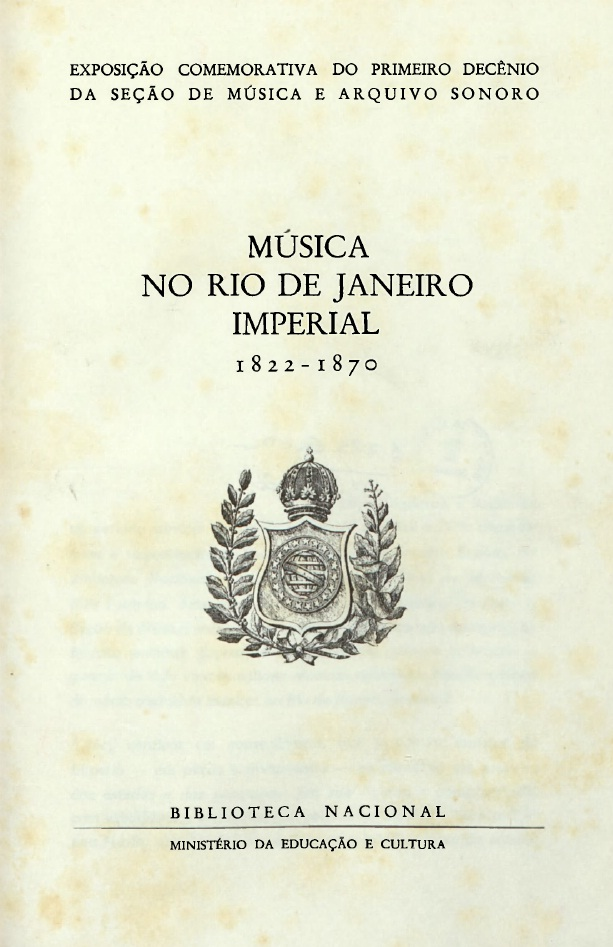 EXPOSIÇÃO COMEMORATIVA DO PRIMEIRO DECÊNIO
DA SEÇÃO DE MÚSICA E ARQUIVO SONORO
MÚSICA
NO RIO DE JANEIRO
IMPERIAL
1822-1870
BIBLIOTECA NACIONAL
MINISTÉRIO DA EDUCAÇÃO E CULTURA